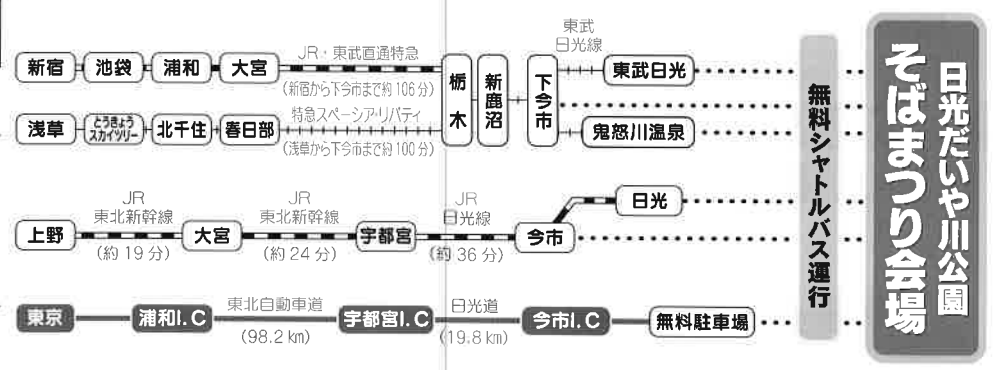 東武
日光線
JR・東武直通特急
新宿
池袋
浦和
大宮
(新宿から下今市まで約106分)
栃木
新鹿沼
下今市
東武日光
特急スペーシア・リバティ
浅草
とうきょう
スカイツリー
北千住
春日部
(浅草から下今市まで約100分)
鬼怒川温泉
JR
東北新幹線
JR
東北新幹線
JR
日光線
日光
上野
(約19分)
大宮
(約24分)
宇都宮
(約36分)
今市
東京
浦和I.C
東北自動車道
(98.2km)
宇都宮I.C
日光道
(19.8km)
今市I.C
無料駐車場
無料シャトルバス運行
日光だいや川公園
そばまつり会場